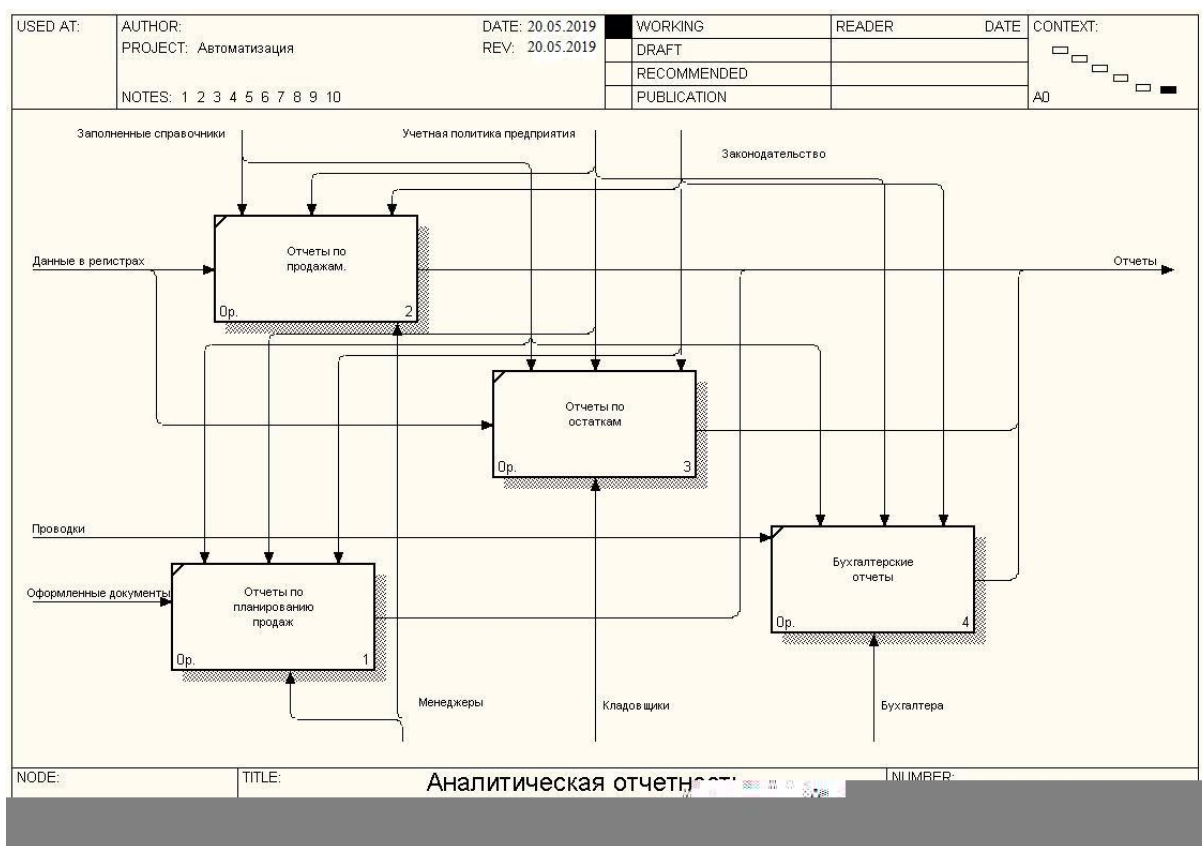 USED AT:
AUTHOR:
DATE: 20.05.2019
WORKING
READER
DATE
CONTEXT:
PROJECT: Автоматизация
REV: 20.05.2019
DRAFT
RECOMMENDED
NOTES: 1 2 3 4 5 6 7 8 9 10
PUBLICATION
A0
Заполненные справочники
Учетная политика предприятия
Законодательство
Данные в регистрах
Отчеты по
продажам.
0р.
2
Отчеты
Отчеты по
остаткам
0р.
3
Проводки
Бухгалтерские
отчеты
0р.
4
Оформленные документы
Отчеты по
планированию
продаж
0р.
1
Менеджеры
Кладовщики
Бухгалтера
NODE:
TITLE:
Аналитическая
NUMBER: